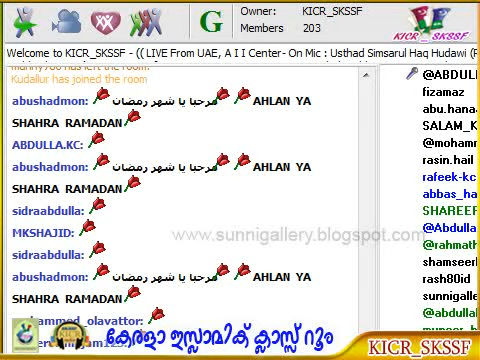 Owner: KICR_SKSSF
Members 203
G
KICR_SKSSF
Welcome to KICR_SKSSF - (( LIVE From UAE, A I I Center- On Mic : Usthad Simsarul Haq Hudawi (F
Kudallur has joined the room
abushadmon: مرحبا يا شهر رمضان AHLAN YA
SHAHRA RAMADAN
ABDULLA.KC:
abushadmon: مرحبا يا شهر رمضان AHLAN YA
SHAHRA RAMADAN
sidraabdulla:
MKSHAJID:
sidraabdulla:
abushadmon: مرحبا يا شهر رمضان AHLAN YA
SHAHRA RAMADAN
@ABDUL
fizamaz
abu.hana
SALAM_K
@mohamm
rasin.hail
rafeek-kc
abbas_ha
SHAREEF
@Abdulla
@rahmath
shamseer
rash80id
sunnigalle
@abdullal
www.sunnigallery.blogspot.com
കേരളാ ഇസ്ലാമിക് ക്ലാസ്സ് റൂം
KICR_SKSSF